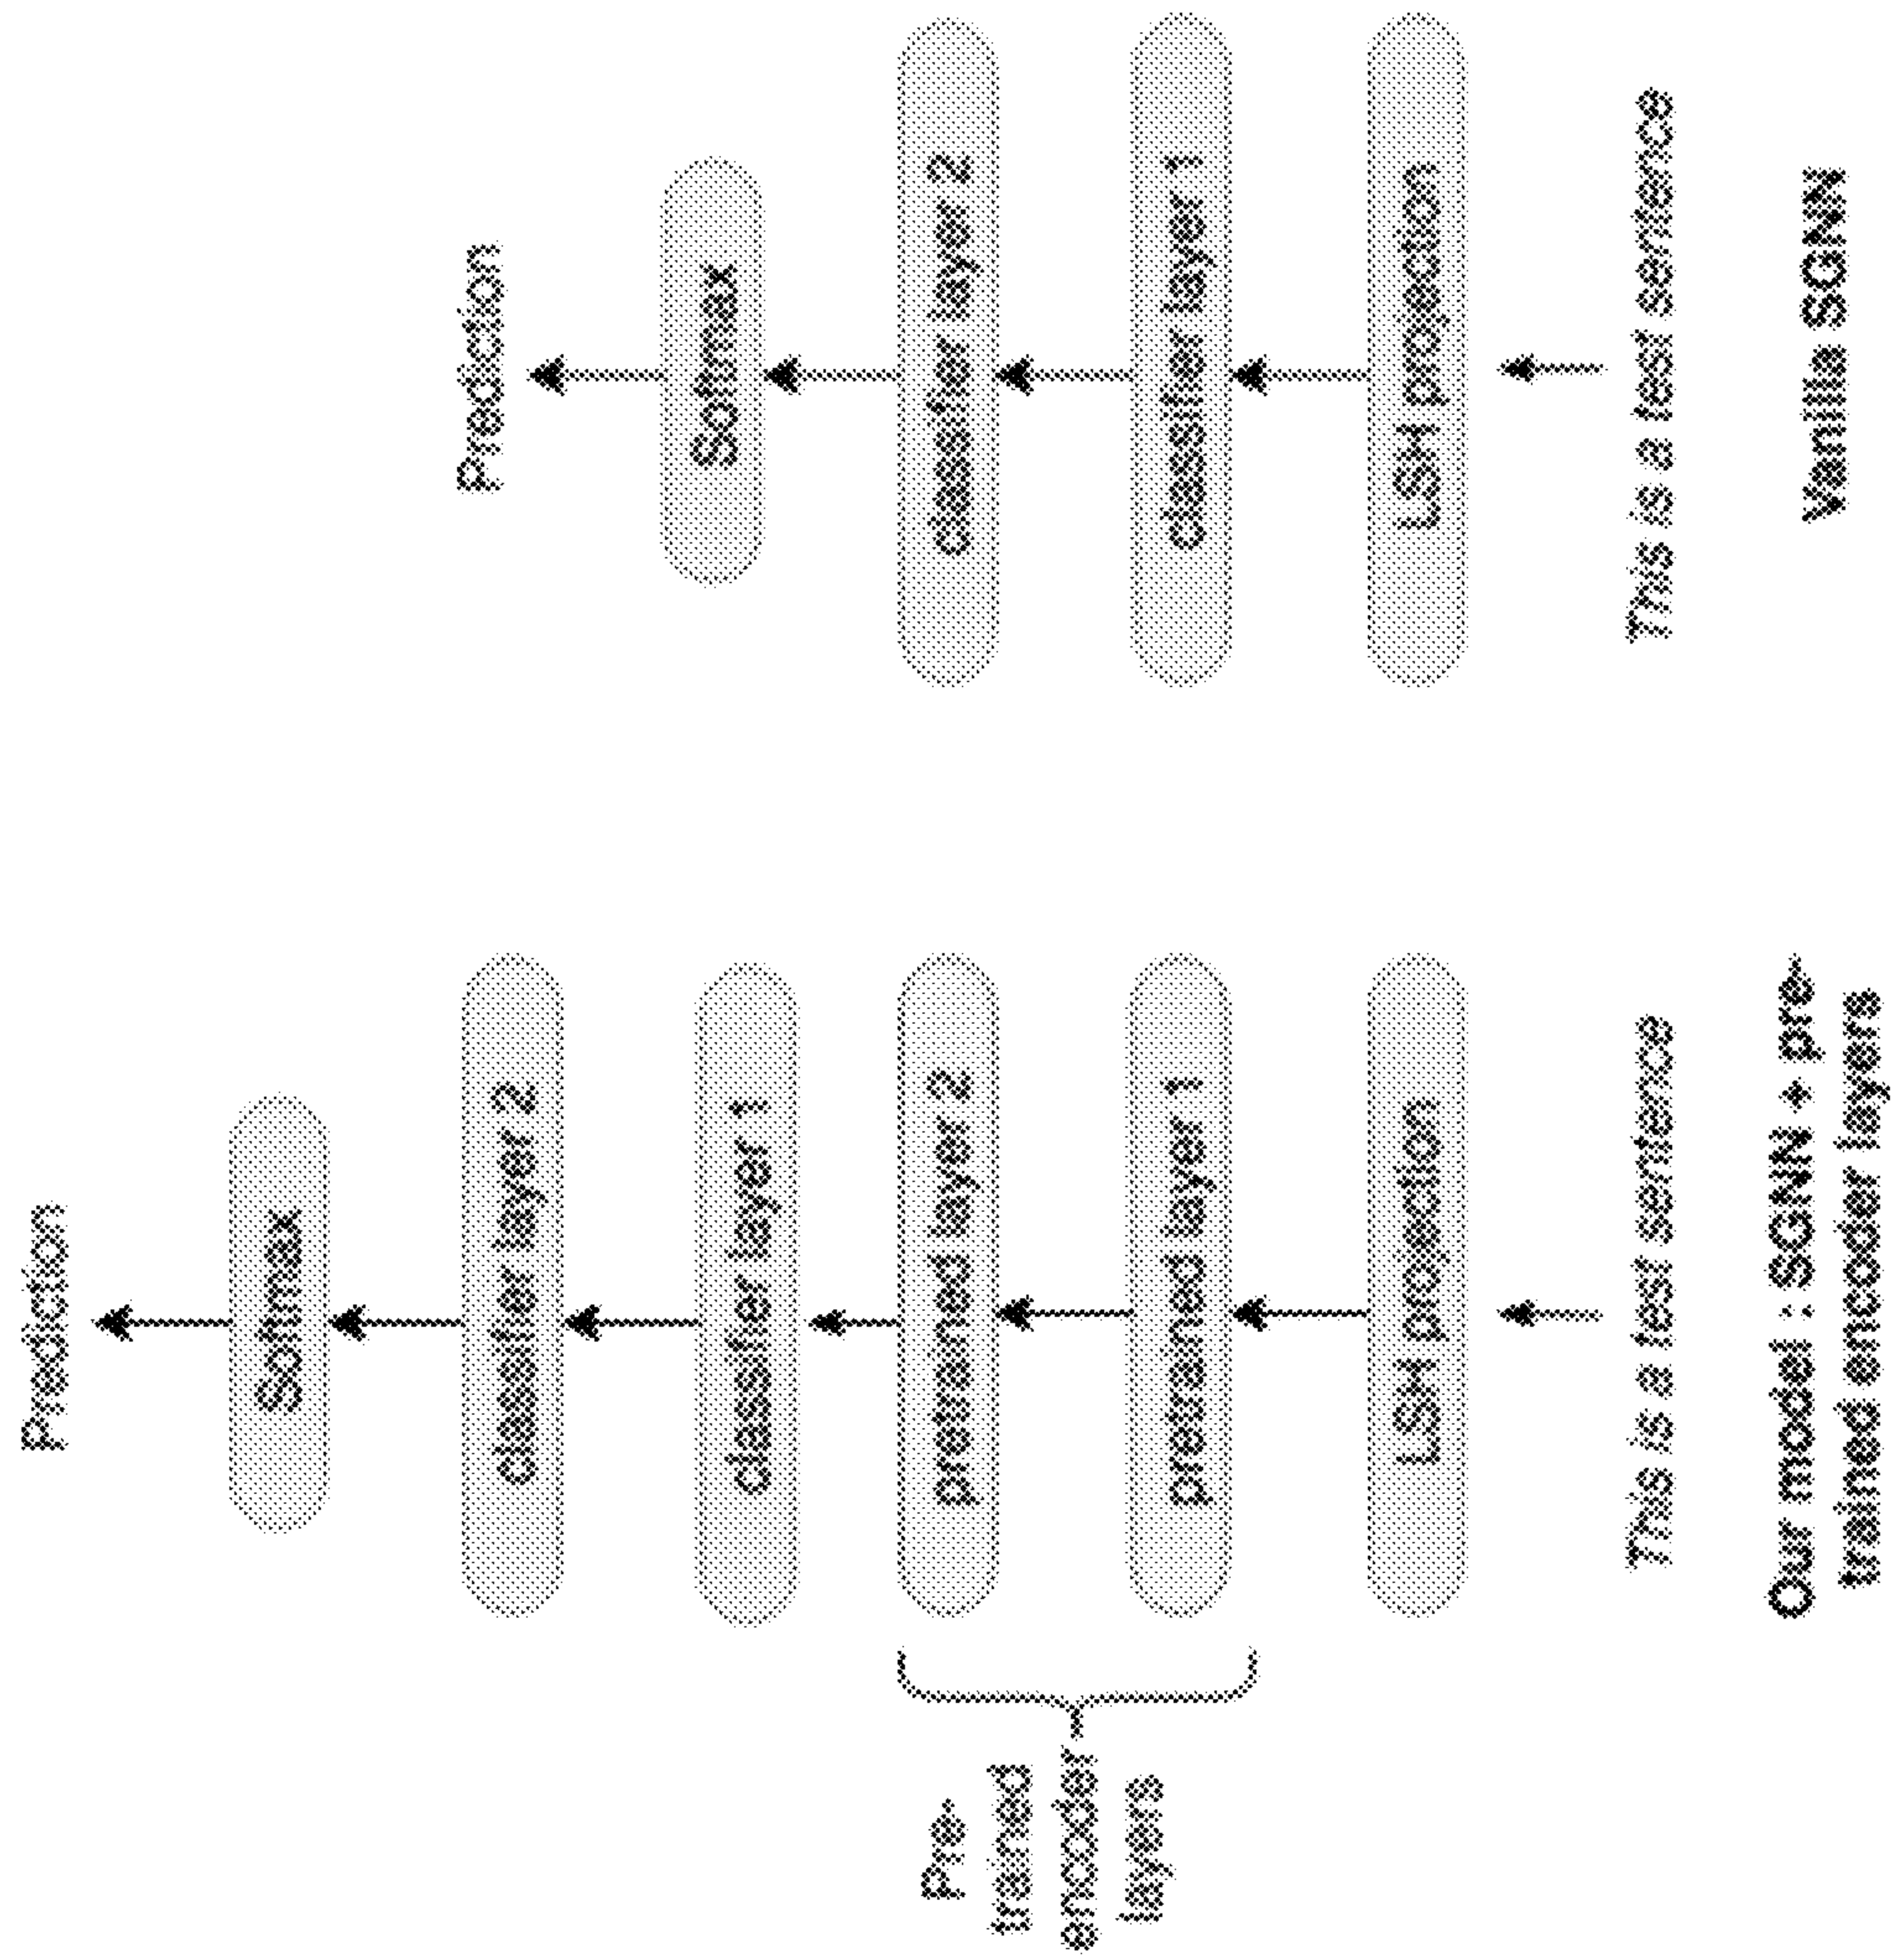 Prediction
Softmax
classifier layer 2
classifier layer 1
pretrained layer 2
pretrained layer 1
LSH projection
Pre-
trained
encoder
layers
This is a test sentence
Our model : SGNN + pre-
trained encoder layers
Prediction
Softmax
classifier layer 2
classifier layer 1
LSH projection
This is a test sentence
Vanilla SGNN